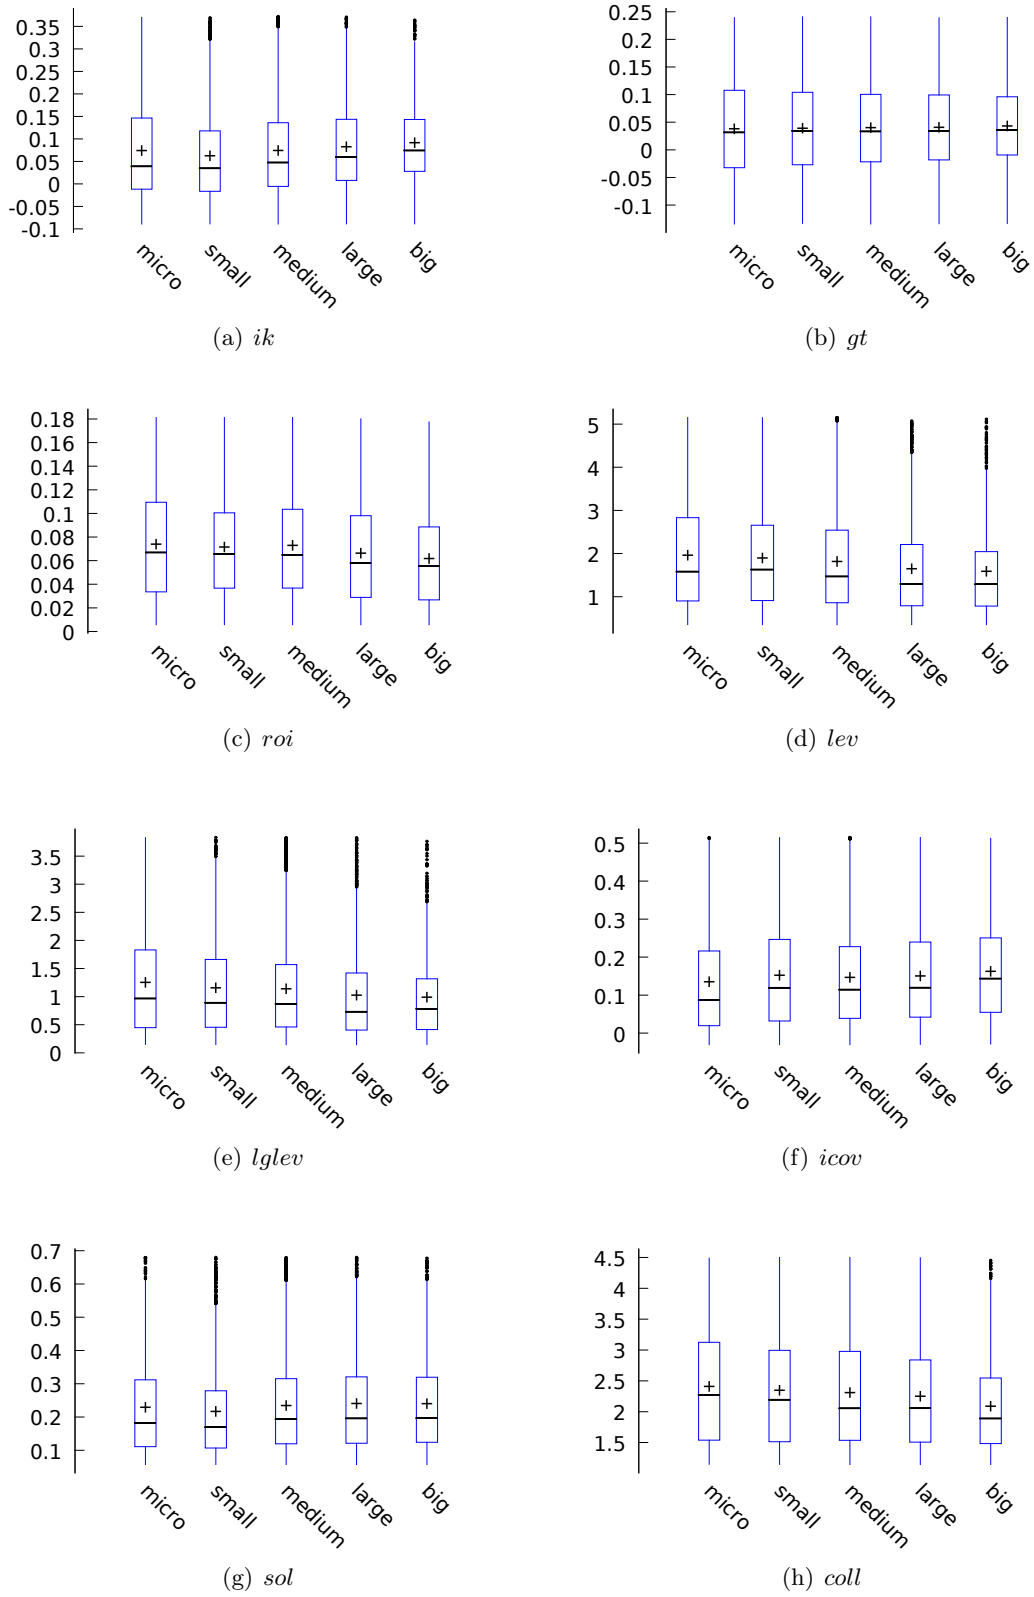 0.35
0.3
0.25
0.2
0.15
0.1
0.05
0
-0.05
-0.1
micro
small
medium
large
big
(a) ik
0.25
0.2
0.15
0.1
0.05
0
-0.05
-0.1
micro
small
medium
large
big
(b) gt
0.18
0.16
0.14
0.12
0.1
0.08
0.06
0.04
0.02
0
micro
small
medium
large
big
(c) roi
5
4
3
2
1
micro
small
medium
large
big
(d) lev
3.5
3
2.5
2
1.5
1
0.5
0
micro
small
medium
large
big
(e) lglev
0.5
0.4
0.3
0.2
0.1
0
micro
small
medium
large
big
(f) icov
0.7
0.6
0.5
0.4
0.3
0.2
0.1
micro
small
medium
large
big
(g) sol
4.5
4
3.5
3
2.5
2
1.5
micro
small
medium
large
big
(h) coll